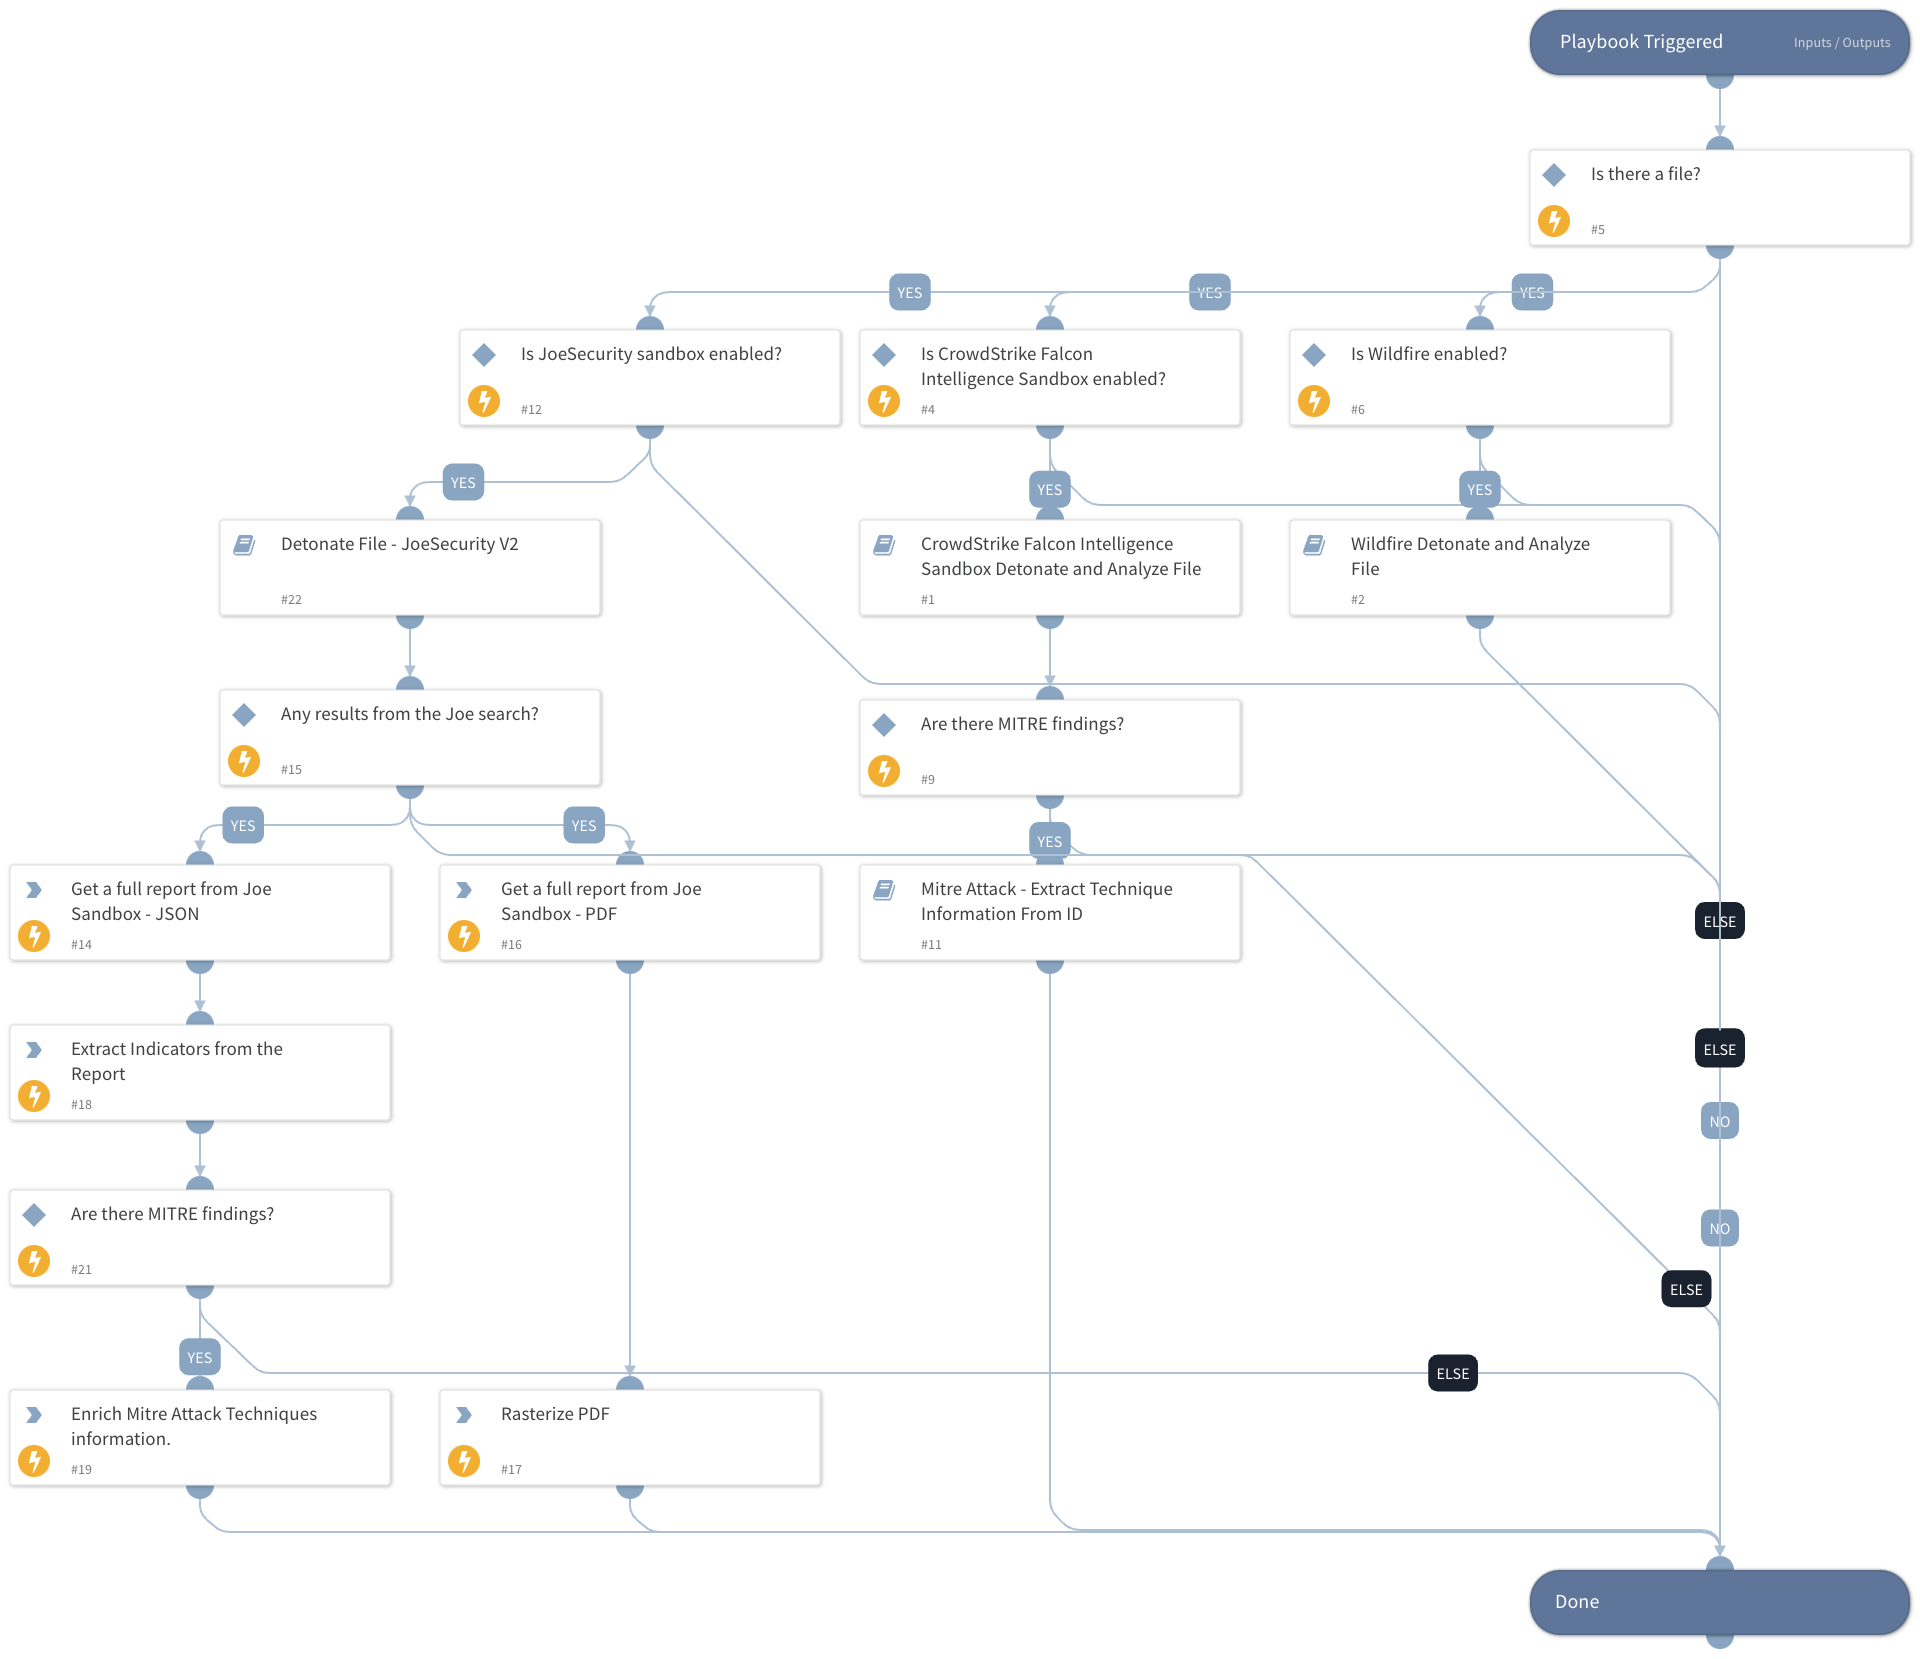 Playbook Triggered
Inputs / Outputs
Is there a file?
#5
YES
YES
YES
Is JoeSecurity sandbox enabled?
#12
Is CrowdStrike Falcon
Intelligence Sandbox enabled?
#4
Is Wildfire enabled?
#6
YES
YES
YES
Detonate File - JoeSecurity V2
#22
CrowdStrike Falcon Intelligence
Sandbox Detonate and Analyze File
#1
Wildfire Detonate and Analyze
File
#2
Any results from the Joe search?
#15
Are there MITRE findings?
#9
YES
YES
YES
Get a full report from Joe
Sandbox - JSON
#14
Get a full report from Joe
Sandbox - PDF
#16
Mitre Attack - Extract Technique
Information From ID
#11
ELSE
Extract Indicators from the
Report
#18
ELSE
NO
Are there MITRE findings?
#21
NO
ELSE
YES
ELSE
Enrich Mitre Attack Techniques
information.
#19
Rasterize PDF
#17
Done